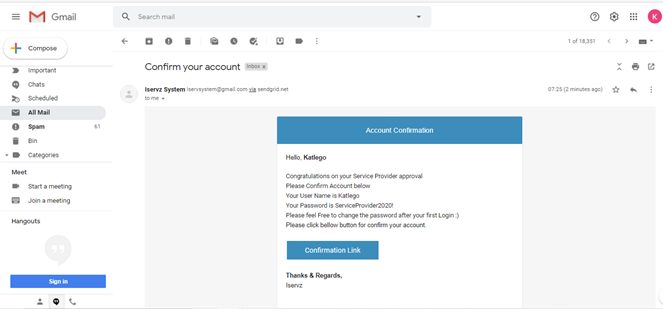 Gmail
Search mail
K
Compose
1 of 18,351
Important
Chats
Scheduled
All Mail
Spam 61
Bin
Categories
Meet
Start a meeting
Join a meeting
Hangouts
Sign in
Confirm your account Inbox x
Iservz System iservsystem@gmail.com via sendgrid.net 07:25 (2 minutes ago)
to me
Account Confirmation
Hello, Katlego
Congratulations on your Service Provider approval
Please Confirm Account below
Your User Name is Katlego
Your Password is ServiceProvider2020!
Please feel Free to change the password after your first Login :)
Please click bellow button for confirm your account.
Confirmation Link
Thanks & Regards,
Iservz